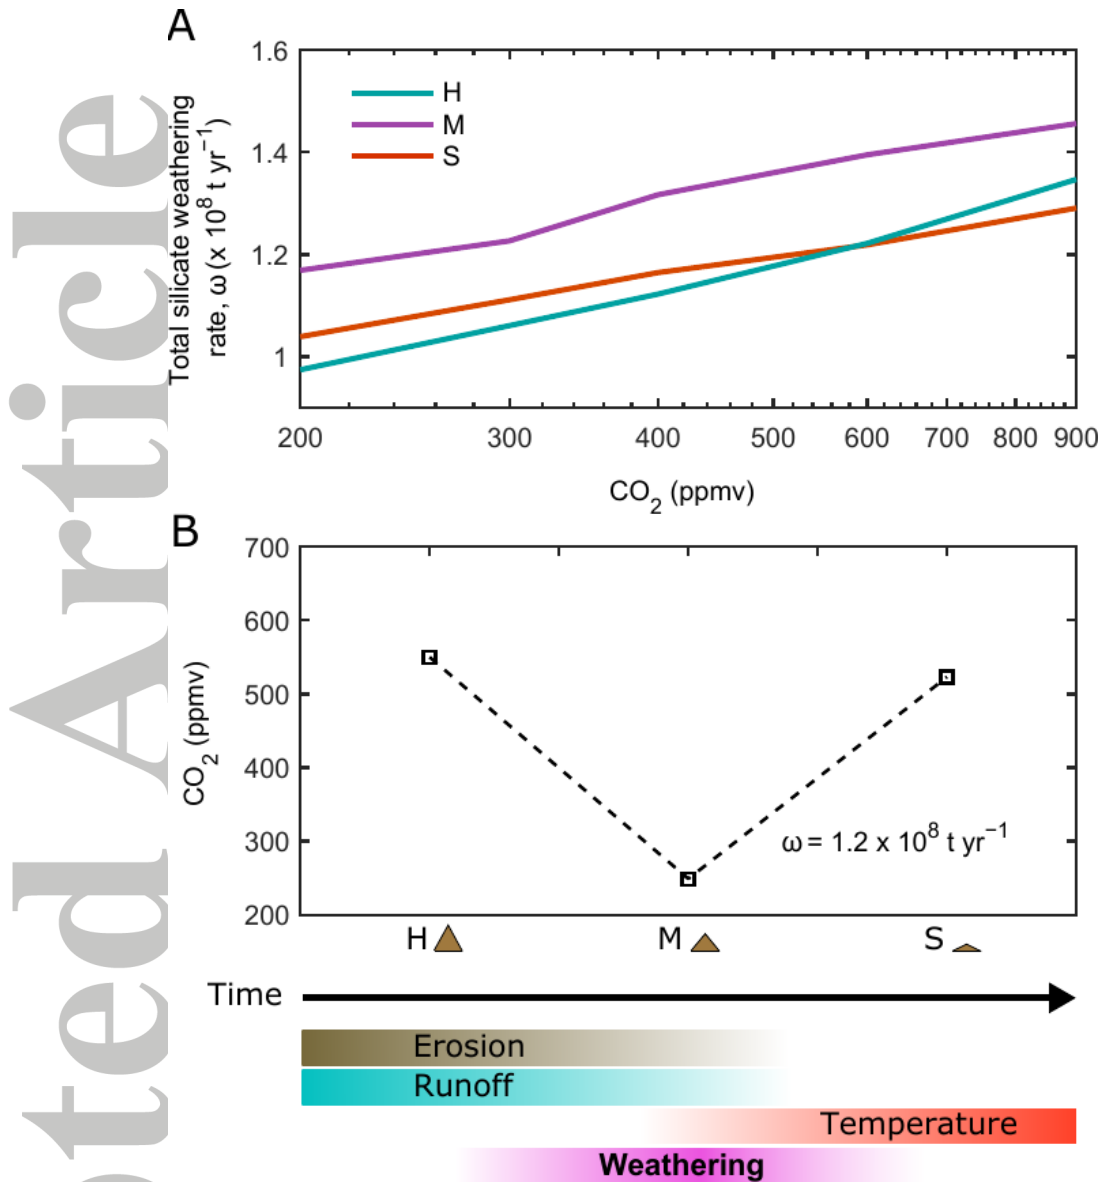 A
1.6
1.4
1.2
1
Total silicate weathering
rate, ω (x 10⁸ t yr⁻¹)
H
M
S
200 300 400 500 600 700 800 900
CO₂ (ppmv)
B
700
600
500
400
300
200
CO₂ (ppmv)
ω = 1.2 x 10⁸ t yr⁻¹
H M S
Time
Erosion
Runoff
Temperature
Weathering
ted Article